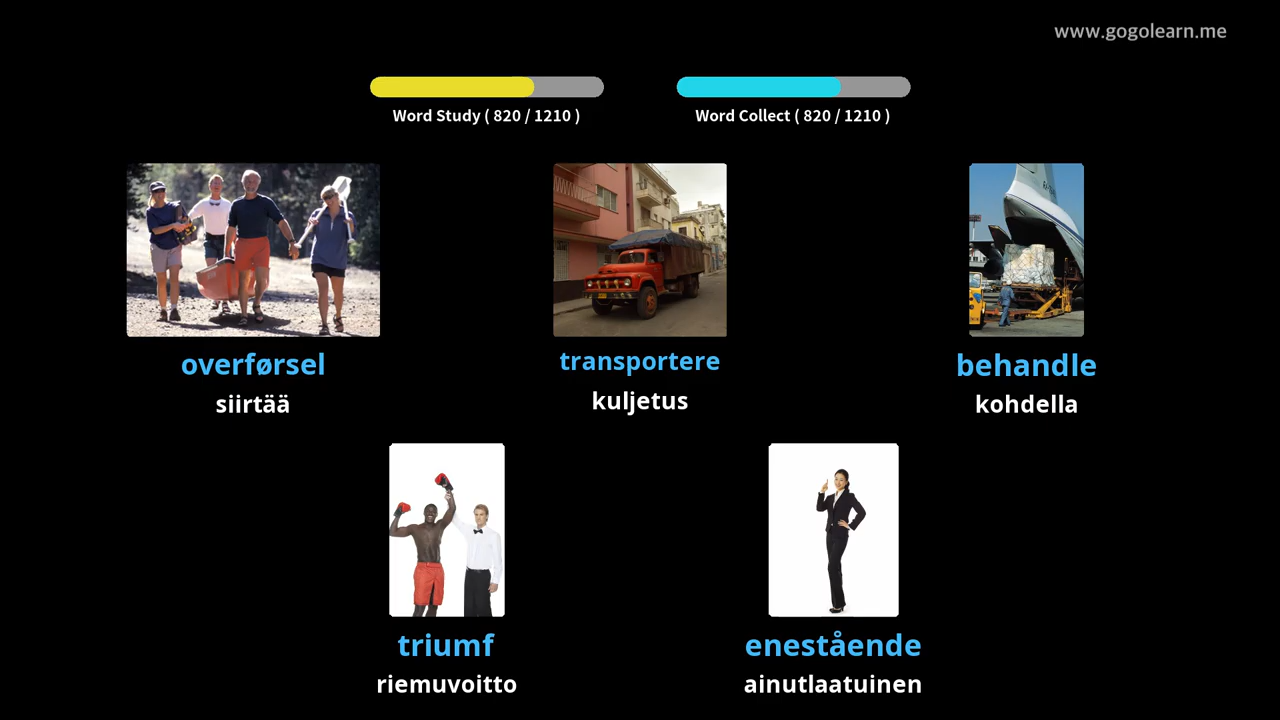 www.gogolearn.me
Word Study ( 820 / 1210 )
Word Collect ( 820 / 1210 )
overførsel
siirtää
transportere
kuljetus
behandle
kohdella
triumf
riemuvoitto
enestående
ainutlaatuinen